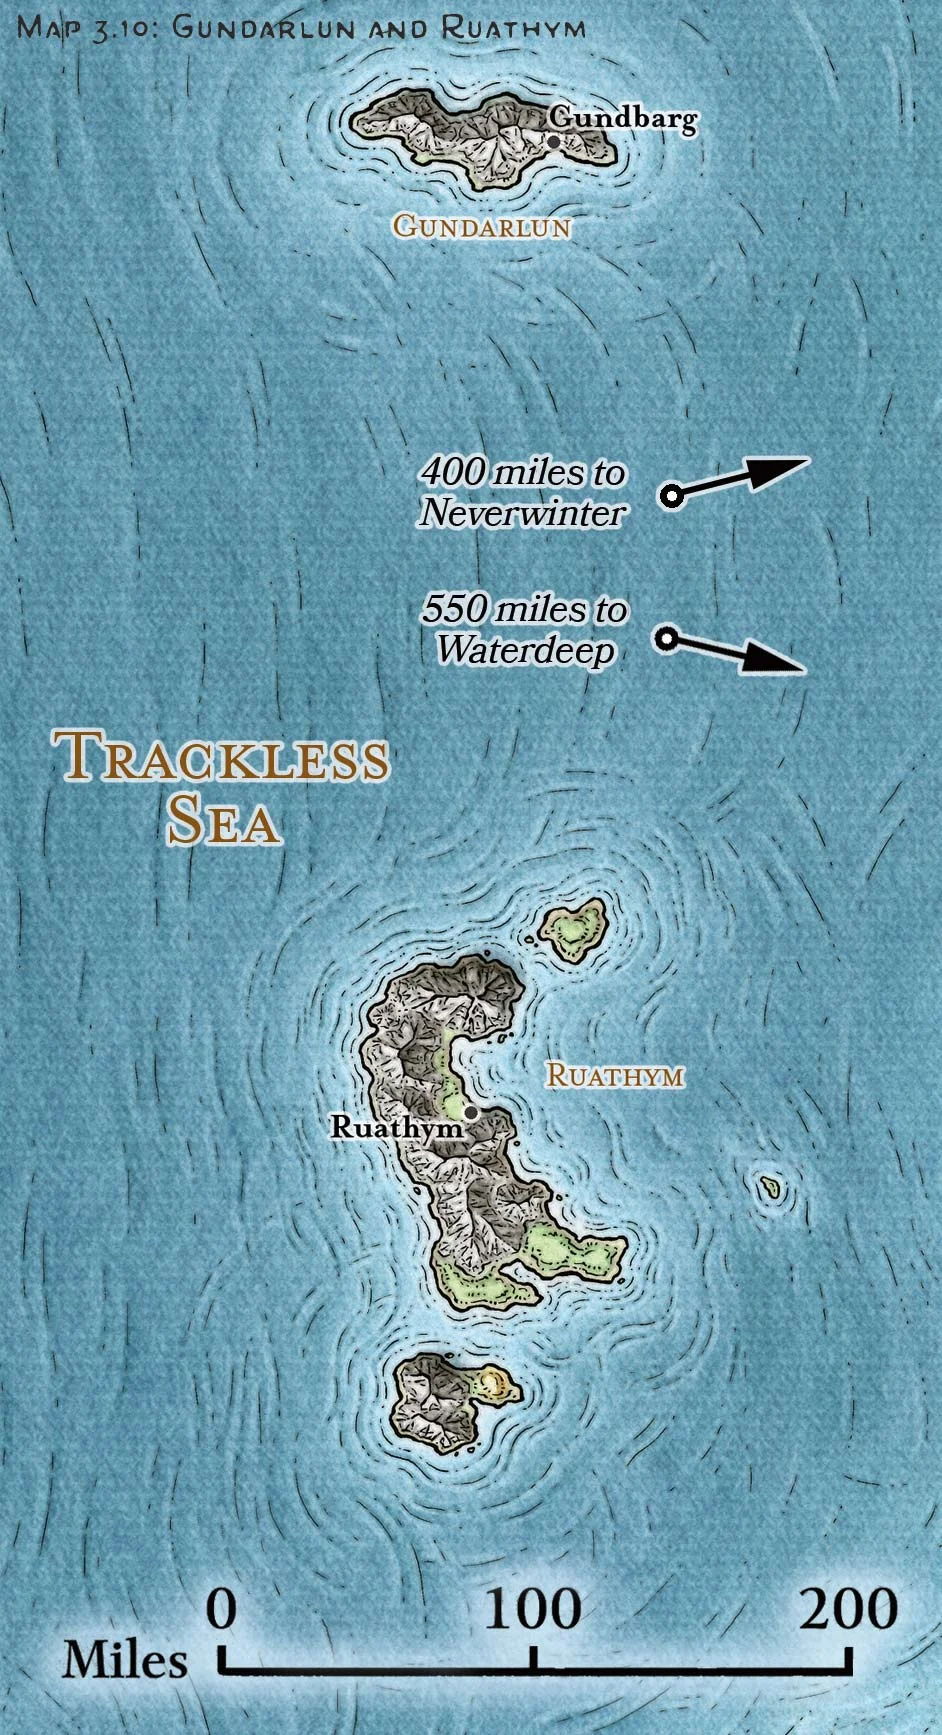 Map 3.10: Gundarlun and Ruathym
Gundbarg
Gundarlun
400 miles to
Neverwinter
550 miles to
Waterdeep
Trackless
Sea
Ruathym
Ruathym
0 100 200
Miles